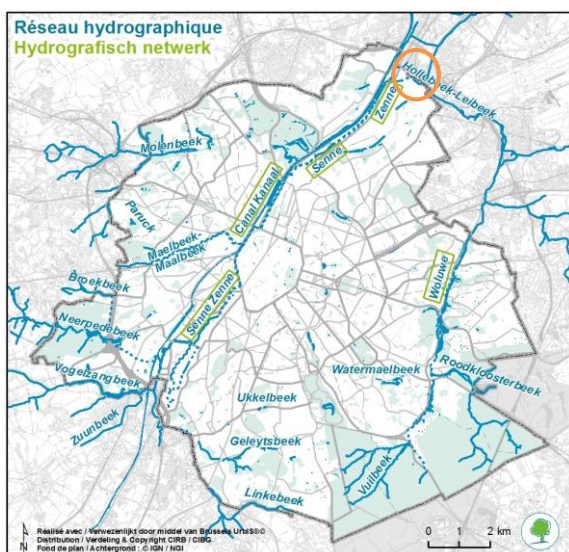 Réseau hydrographique
Hydrografisch netwerk
Hollebeek-Leibeek
Zenne
Molenbeek
Senne
Canal Kanaal
Paruck
Maelbeek
Maalbeek
Woluwe
Broekbeek
Senne Zenne
Neerpedebeek
Vogelzangbeek
Watermaelbeek
Roodkloosterbeek
Zuunbeek
Ukkelbeek
Geleytsbeek
Vuilbeek
Linkebeek
N
Réalisé avec / Verwezenlijkt door middel van Brussels UrbIS®©
Distribution / Verdeling & Copyright CIRB / CIBG
Fond de plan / Achtergrond : © IGN / NGI
0 1 2 km